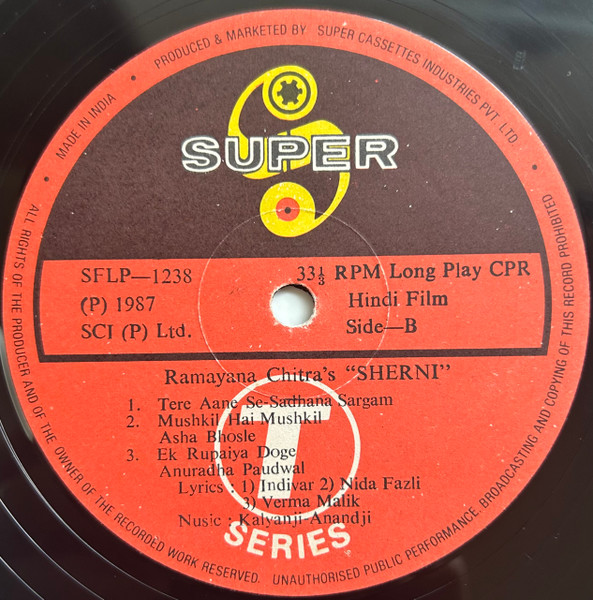 MADE IN INDIA • PRODUCED & MARKETED BY SUPER CASSETTES INDUSTRIES PVT. LTD.
SUPER
SFLP—1238
(P) 1987
SCI (P) Ltd.
33⅓ RPM Long Play CPR
Hindi Film
Side—B
Ramayana Chitra's "SHERNI"
1. Tere Aane Se-Sadhana Sargam
2. Mushkil Hai Mushkil
Asha Bhosle
3. Ek Rupaiya Doge
Anuradha Paudwal
Lyrics : 1) Indivar 2) Nida Fazli
3) Verma Malik
Nusic : Kalyanji-Anandji
T
SERIES
ALL RIGHTS OF THE PRODUCER AND OF THE OWNER OF THE RECORDED WORK RESERVED. UNAUTHORISED PUBLIC PERFORMANCE, BROADCASTING AND COPYING OF THIS RECORD PROHIBITED